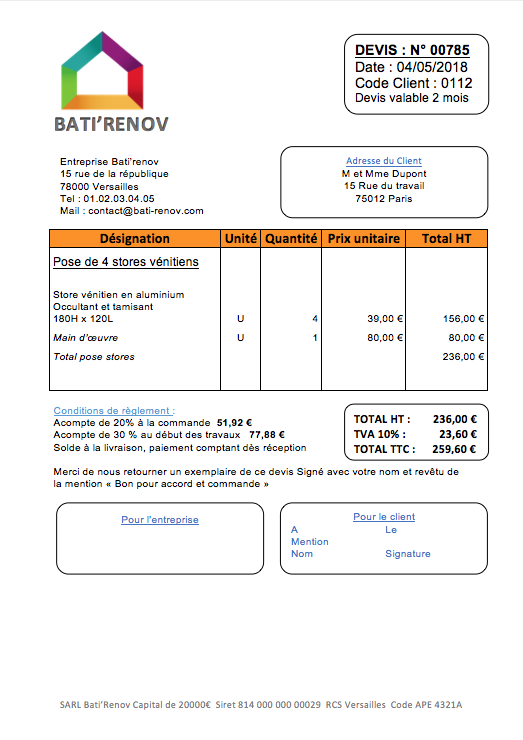 BATI'RENOV
DEVIS : N° 00785
Date : 04/05/2018
Code Client : 0112
Devis valable 2 mois
Entreprise Bati'renov
15 rue de la république
78000 Versailles
Tel : 01.02.03.04.05
Mail : contact@bati-renov.com
Adresse du Client
M et Mme Dupont
15 Rue du travail
75012 Paris
Désignation Unité Quantité Prix unitaire Total HT
Pose de 4 stores vénitiens
Store vénitien en aluminium
Occultant et tamisant
180H x 120L U 4 39,00 € 156,00 €
Main d'œuvre U 1 80,00 € 80,00 €
Total pose stores 236,00 €
Conditions de règlement :
Acompte de 20% à la commande 51,92 €
Acompte de 30 % au début des travaux 77,88 €
Solde à la livraison, paiement comptant dès réception
TOTAL HT : 236,00 €
TVA 10% : 23,60 €
TOTAL TTC : 259,60 €
Merci de nous retourner un exemplaire de ce devis Signé avec votre nom et revêtu de
la mention « Bon pour accord et commande »
Pour l'entreprise
Pour le client
A Le
Mention
Nom Signature
SARL Bati'Renov Capital de 20000€ Siret 814 000 000 00029 RCS Versailles Code APE 4321A